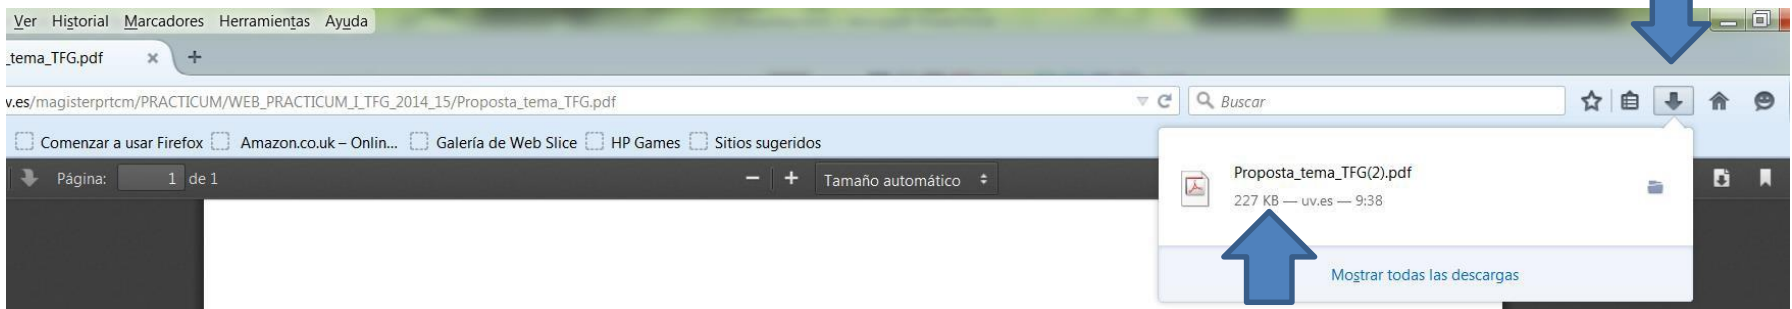 Ver Historial Marcadores Herramientas Ayuda
_tema_TFG.pdf × +
v.es/magisterprtcm/PRACTICUM/WEB_PRACTICUM_I_TFG_2014_15/Proposta_tema_TFG.pdf Buscar
Comenzar a usar Firefox Amazon.co.uk – Onlin... Galería de Web Slice HP Games Sitios sugeridos
Página: 1 de 1 − + Tamaño automático
Proposta_tema_TFG(2).pdf
227 KB — uv.es — 9:38
Mostrar todas las descargas